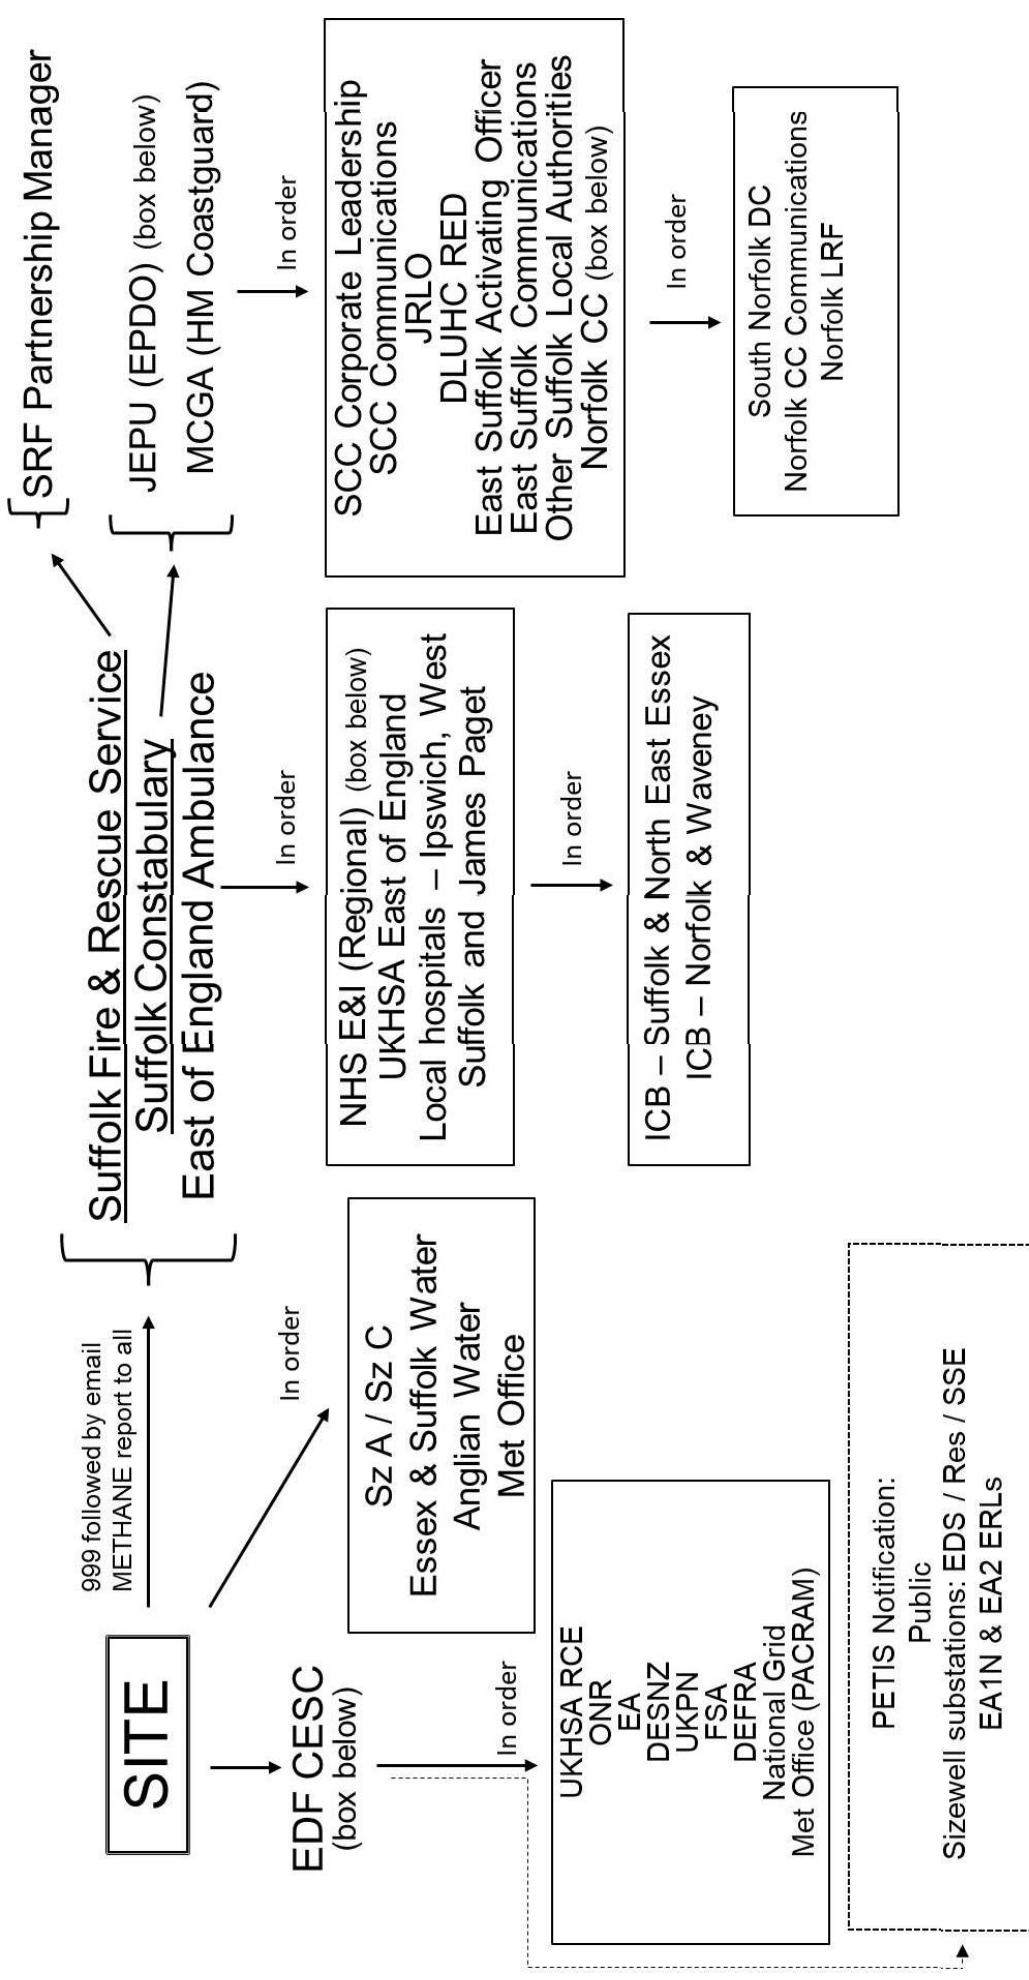 SITE
999 followed by email
METHANE report to all
Suffolk Fire & Rescue Service
Suffolk Constabulary
East of England Ambulance
SRF Partnership Manager
JEPU (EPDO) (box below)
MCGA (HM Coastguard)
EDF CESC
(box below)
In order
UKHSA RCE
ONR
EA
DESNZ
UKPN
FSA
DEFRA
National Grid
Met Office (PACRAM)
In order
Sz A / Sz C
Essex & Suffolk Water
Anglian Water
Met Office
In order
NHS E&I (Regional) (box below)
UKHSA East of England
Local hospitals – Ipswich, West
Suffolk and James Paget
In order
ICB – Suffolk & North East Essex
ICB – Norfolk & Waveney
In order
SCC Corporate Leadership
SCC Communications
JRLO
DLUHC RED
East Suffolk Activating Officer
East Suffolk Communications
Other Suffolk Local Authorities
Norfolk CC (box below)
In order
South Norfolk DC
Norfolk CC Communications
Norfolk LRF
PETIS Notification:
Public
Sizewell substations: EDS / Res / SSE
EA1N & EA2 ERLs